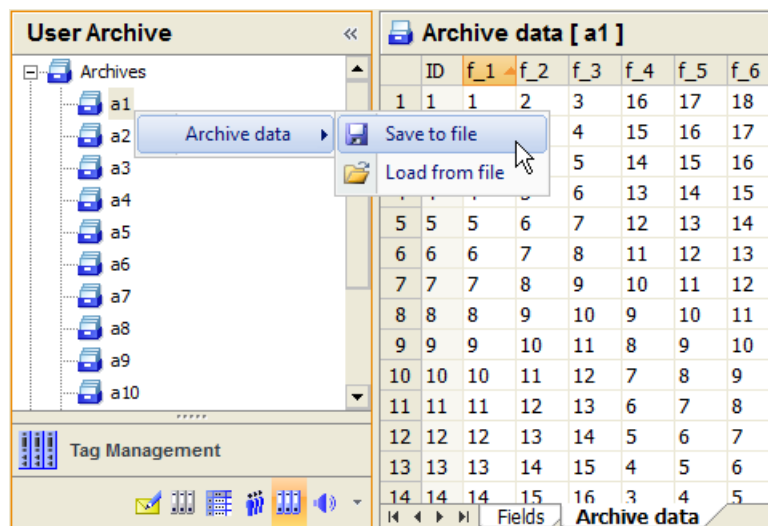 User Archive «
Archives
a1
a2
a3
a4
a5
a6
a7
a8
a9
a10
Tag Management
Archive data
Save to file
Load from file
Archive data [ a1 ]
ID f_1 f_2 f_3 f_4 f_5 f_6
1 1 1 2 3 16 17 18
4 15 16 17
5 14 15 16
6 13 14 15
5 5 5 6 7 12 13 14
6 6 6 7 8 11 12 13
7 7 7 8 9 10 11 12
8 8 8 9 10 9 10 11
9 9 9 10 11 8 9 10
10 10 10 11 12 7 8 9
11 11 11 12 13 6 7 8
12 12 12 13 14 5 6 7
13 13 13 14 15 4 5 6
14 14 14 15 16 3 4 5
Fields Archive data